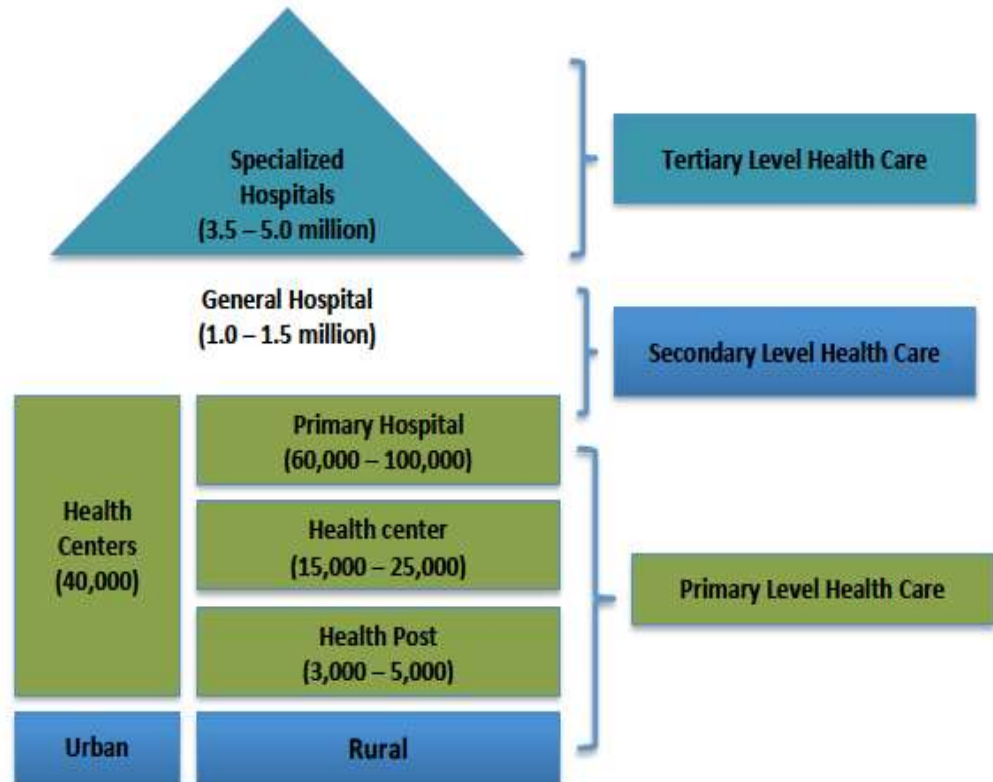 Specialized
Hospitals
(3.5 – 5.0 million)
Tertiary Level Health Care
General Hospital
(1.0 – 1.5 million)
Secondary Level Health Care
Health
Centers
(40,000)
Primary Hospital
(60,000 – 100,000)
Health center
(15,000 – 25,000)
Health Post
(3,000 – 5,000)
Primary Level Health Care
Urban
Rural